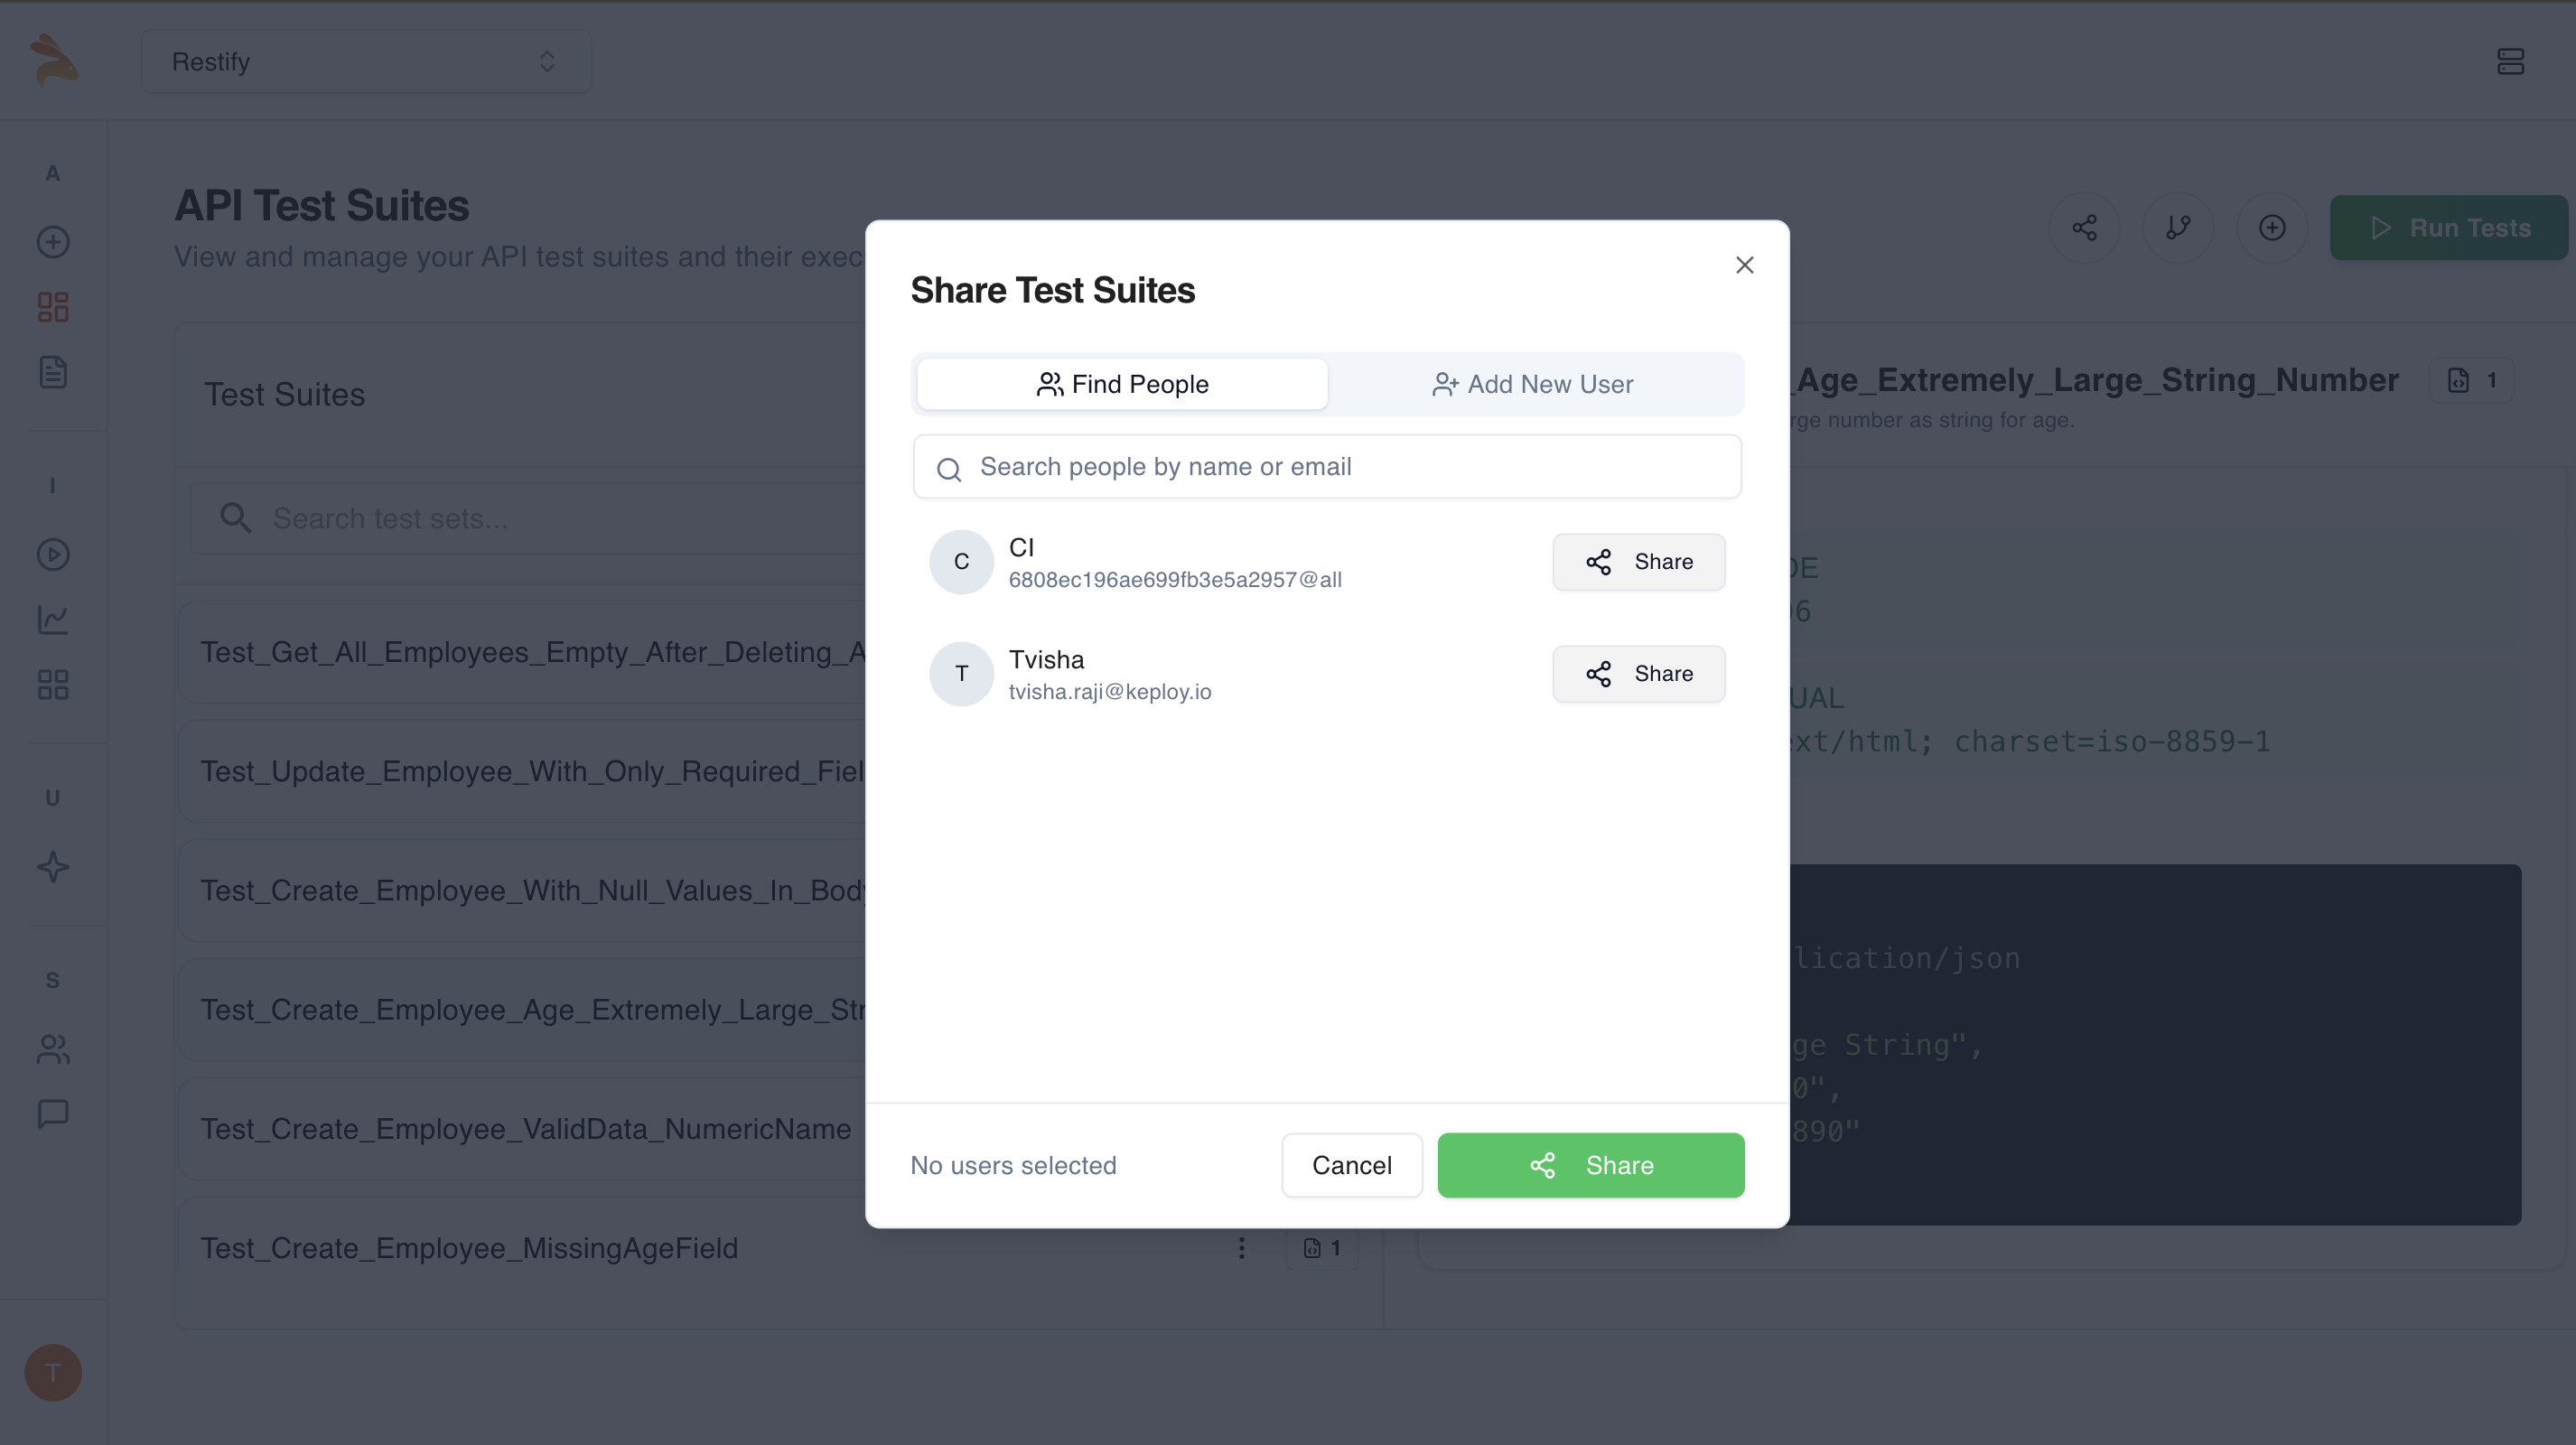 Restify
A
API Test Suites
View and manage your API test suites and their exec
Run Tests
Share Test Suites
Find People
Add New User
Search people by name or email
C
CI
6808ec196ae699fb3e5a2957@all
Share
T
Tvisha
tvisha.raji@keploy.io
Share
No users selected
Cancel
Share
Test Suites
Search test sets...
Test_Get_All_Employees_Empty_After_Deleting_A
Test_Update_Employee_With_Only_Required_Fiel
Test_Create_Employee_With_Null_Values_In_Body
Test_Create_Employee_Age_Extremely_Large_Str
Test_Create_Employee_ValidData_NumericName
Test_Create_Employee_MissingAgeField
1
_Age_Extremely_Large_String_Number
1
rge number as string for age.
DE
06
UAL
ext/html; charset=iso-8859-1
lication/json
ge String",
0",
890"
I
U
S
T